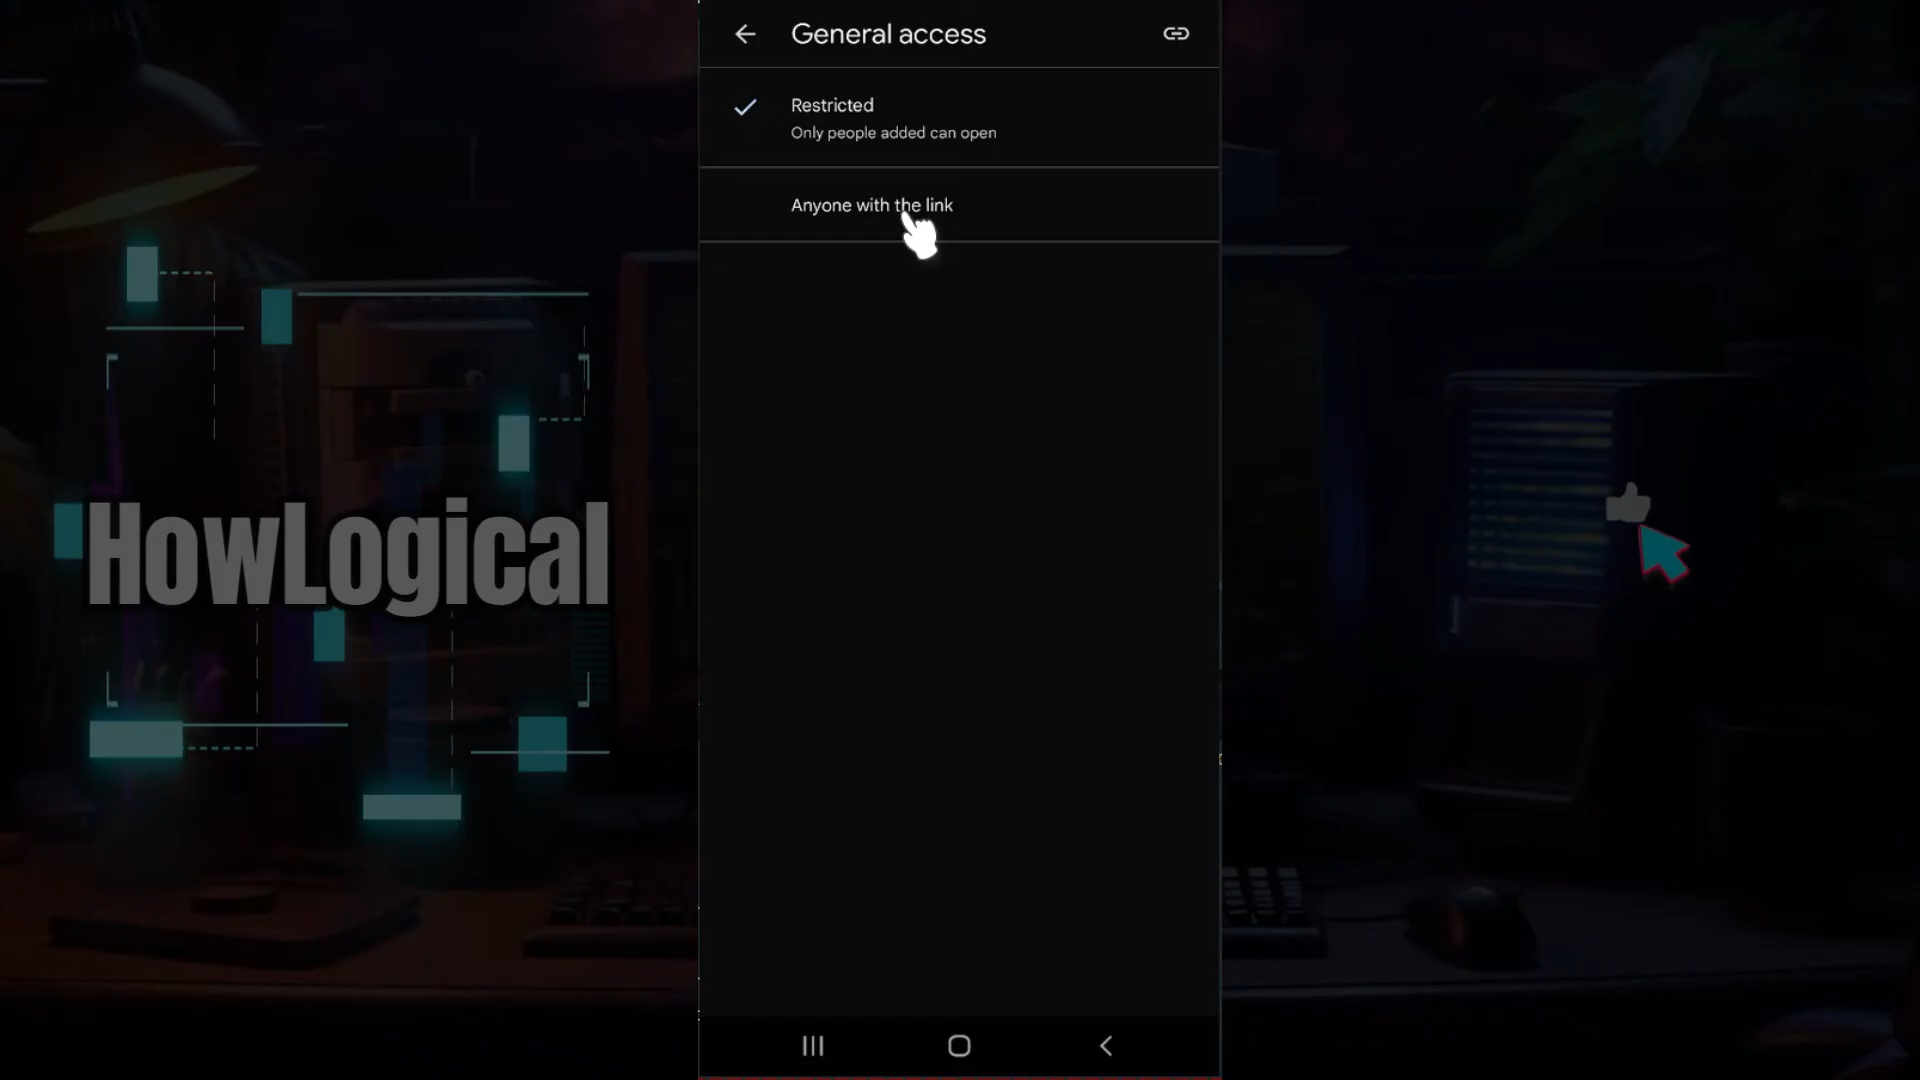 General access
Restricted
Only people added can open
Anyone with the link
HowLogical